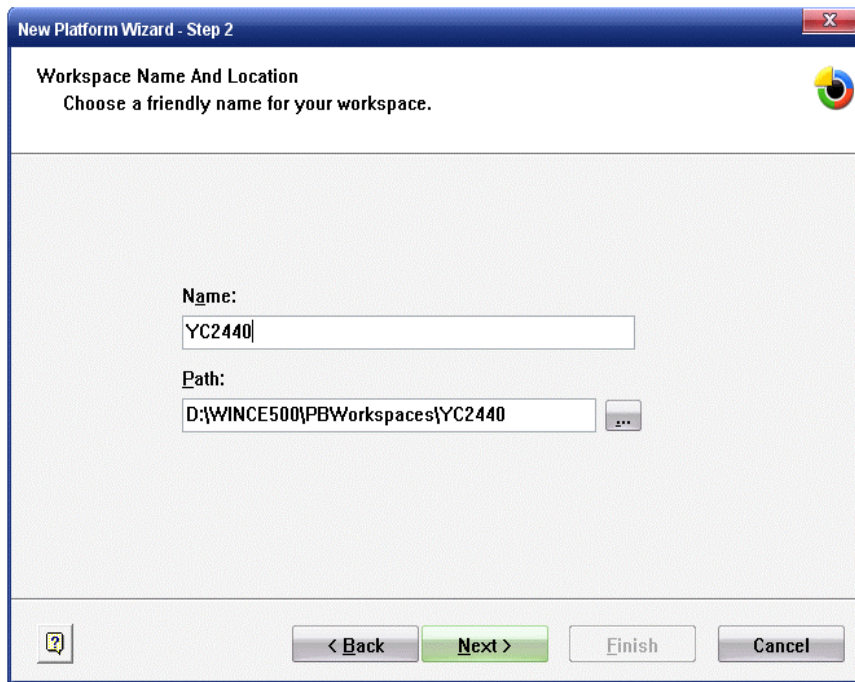 New Platform Wizard - Step 2
X
Workspace Name And Location
Choose a friendly name for your workspace.
Name:
YC2440
Path:
D:\WINCE500\PBWorkspaces\YC2440
...
?
< Back
Next >
Finish
Cancel